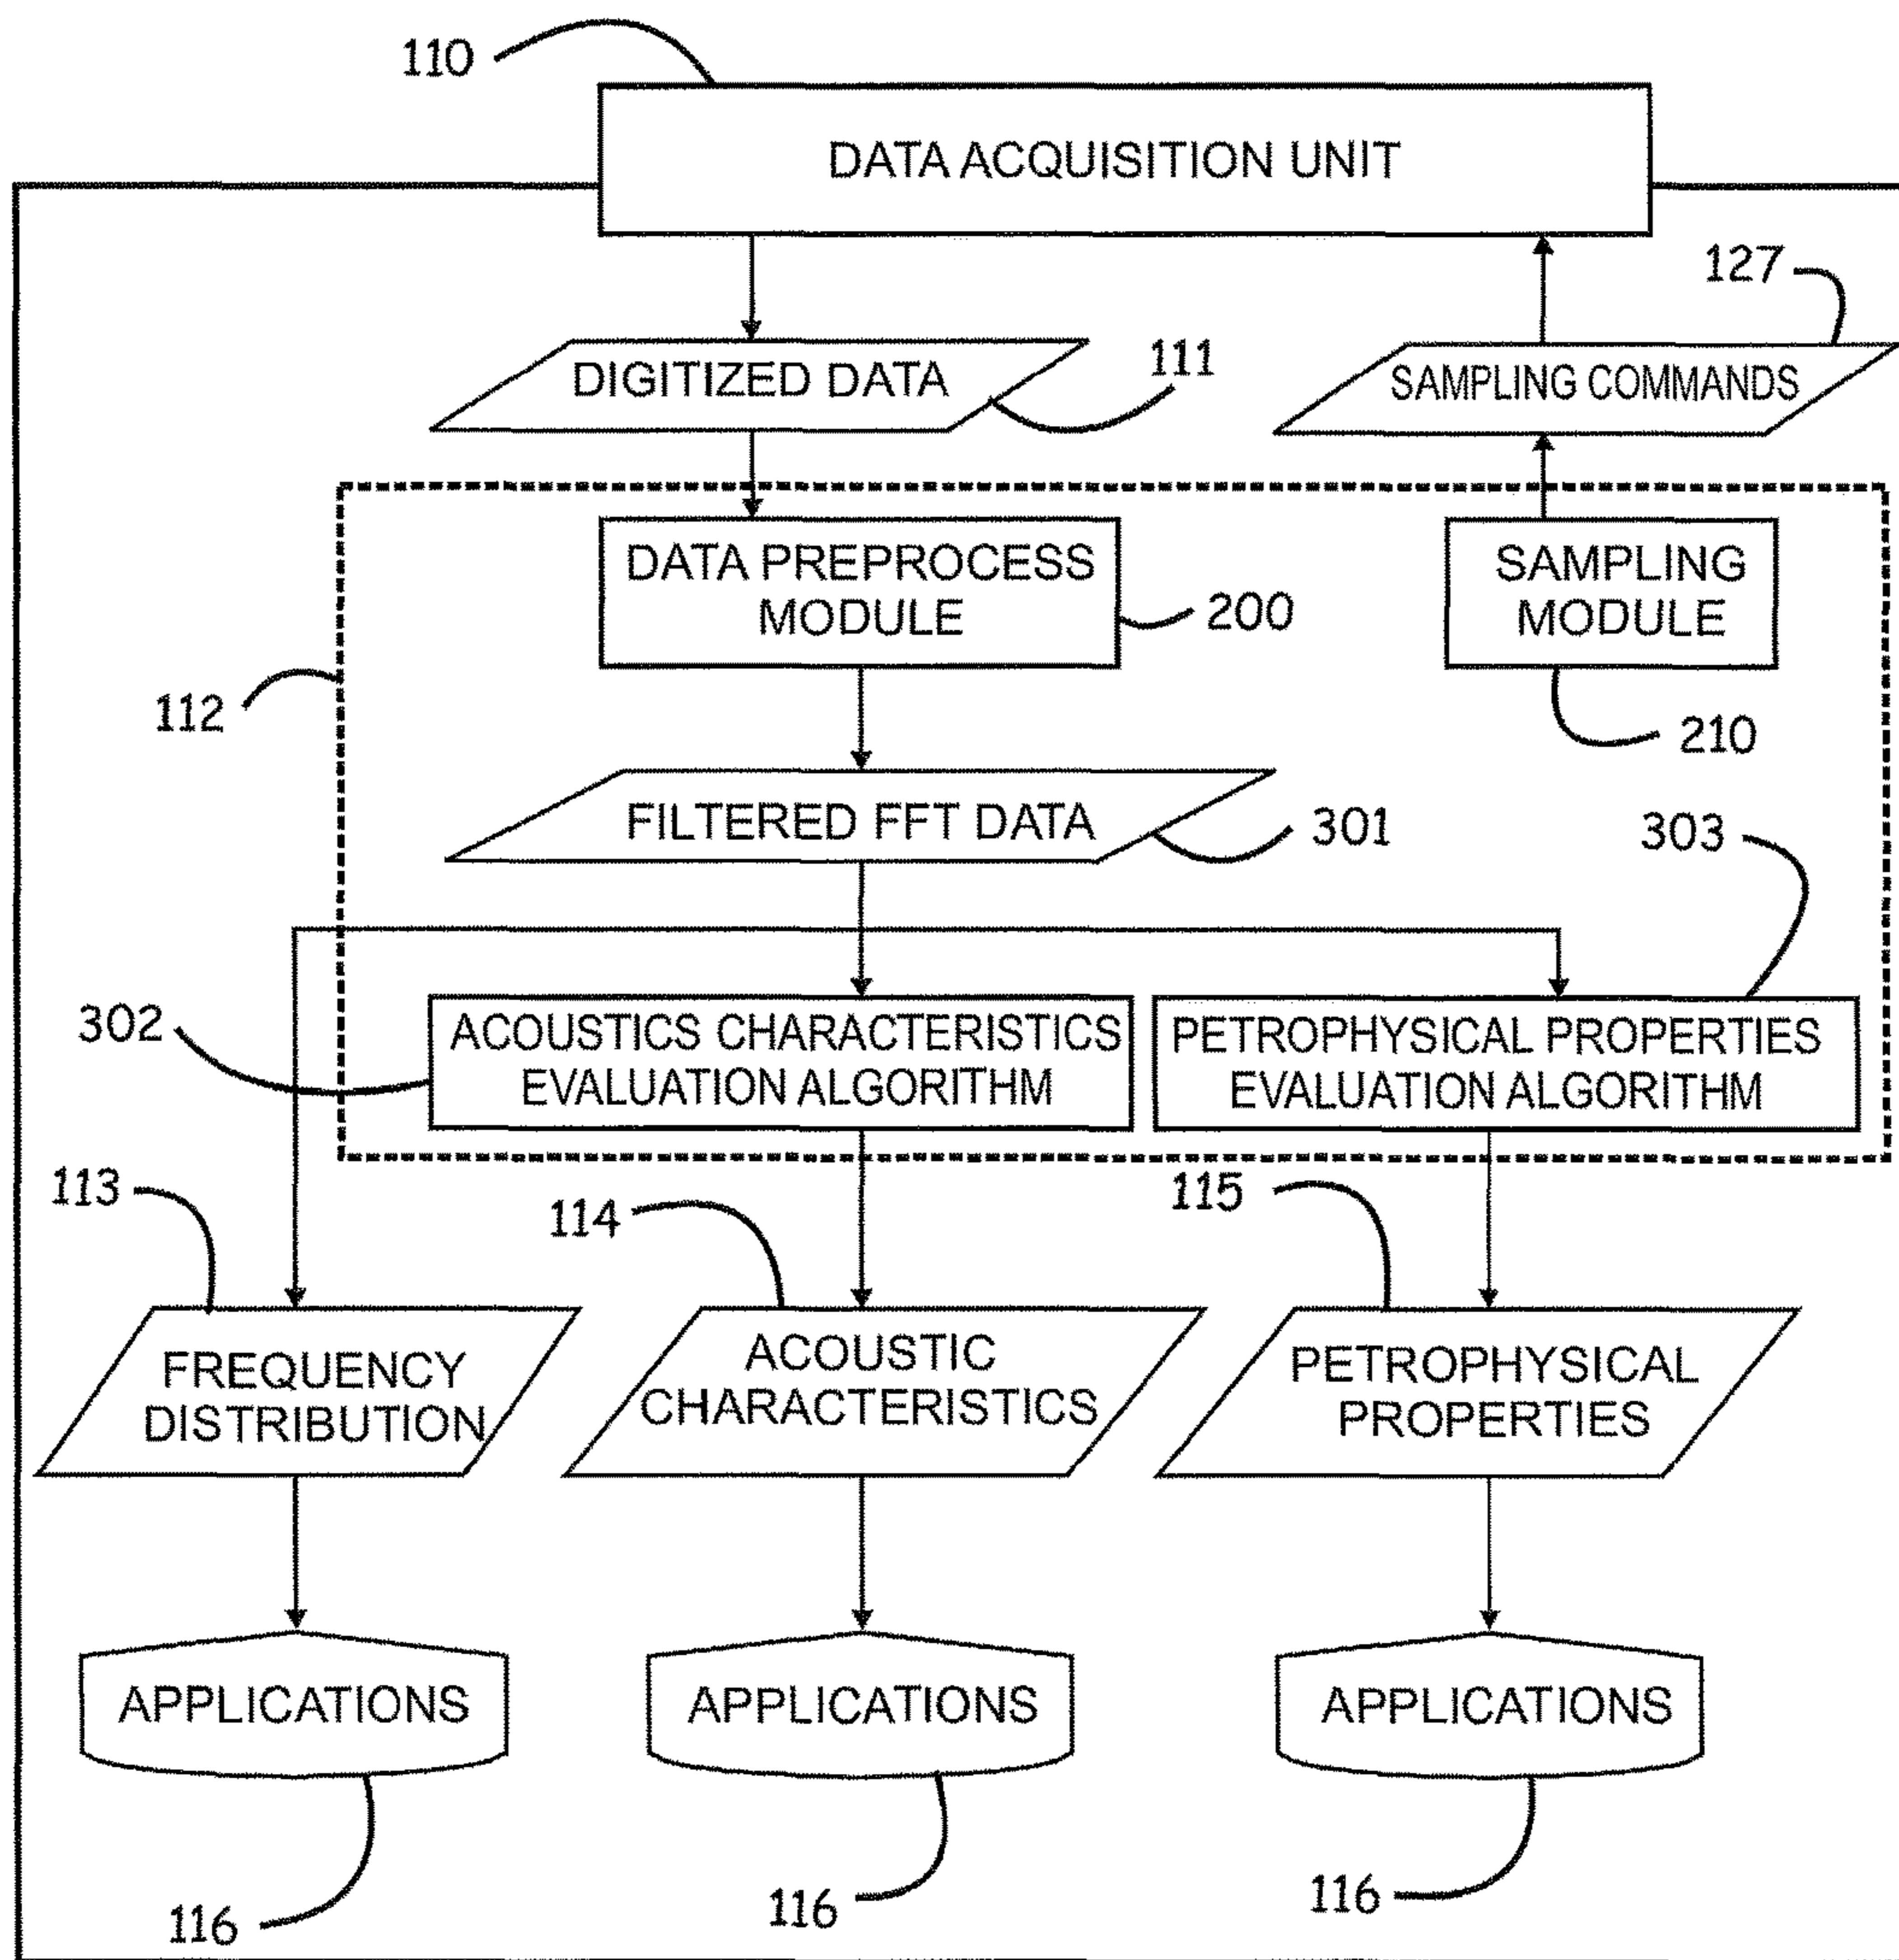 110
DATA ACQUISITION UNIT
127
DIGITIZED DATA
111
SAMPLING COMMANDS
DATA PREPROCESS
MODULE
200
SAMPLING
MODULE
112
210
FILTERED FFT DATA
301
303
302
ACOUSTICS CHARACTERISTICS
EVALUATION ALGORITHM
PETROPHYSICAL PROPERTIES
EVALUATION ALGORITHM
113
114
115
FREQUENCY
DISTRIBUTION
ACOUSTIC
CHARACTERISTICS
PETROPHYSICAL
PROPERTIES
APPLICATIONS
APPLICATIONS
APPLICATIONS
116
116
116